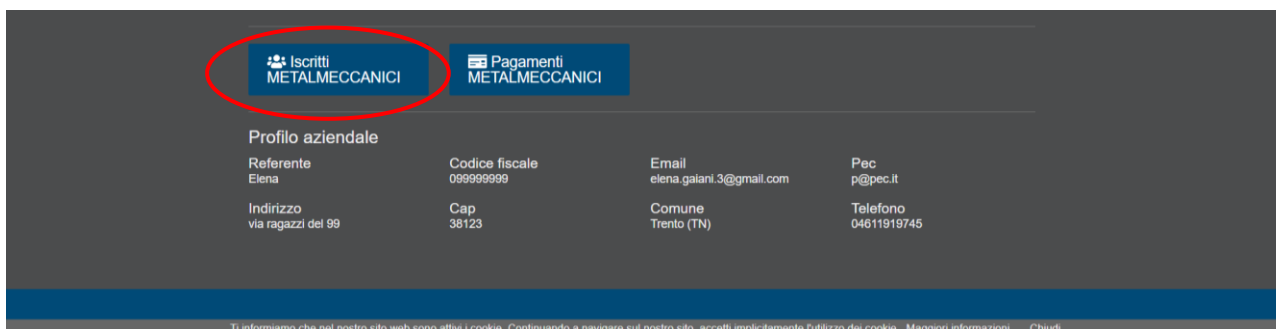 Iscritti
METALMECCANICI
Pagamenti
METALMECCANICI
Profilo aziendale
Referente
Elena
Codice fiscale
099999999
Email
elena.gaiani.3@gmail.com
Pec
p@pec.it
Indirizzo
via ragazzi del 99
Cap
38123
Comune
Trento (TN)
Telefono
04611919745
Ti informiamo che nel nostro sito web sono attivi i cookie. Continuando a navigare sul nostro sito, accetti implicitamente l'utilizzo dei cookie. Maggiori informazioni Chiudi